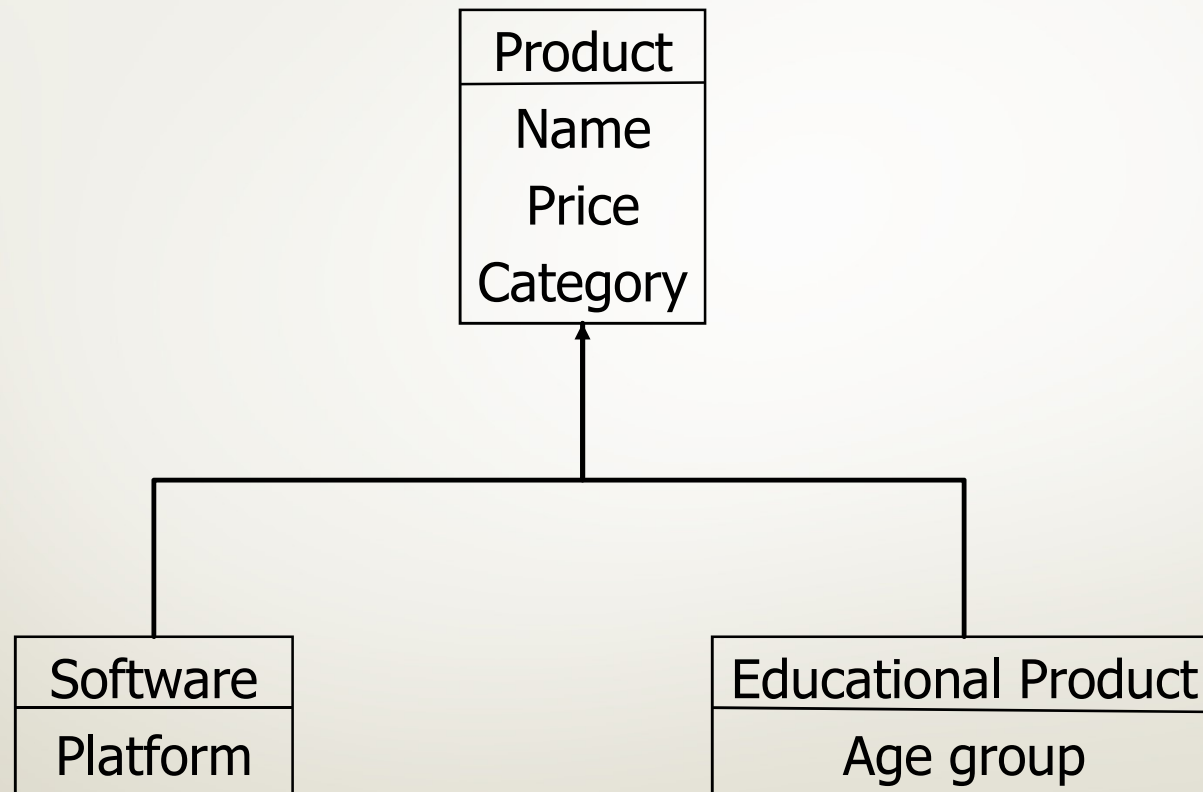 Product
Name
Price
Category
Software
Platform
Educational Product
Age group